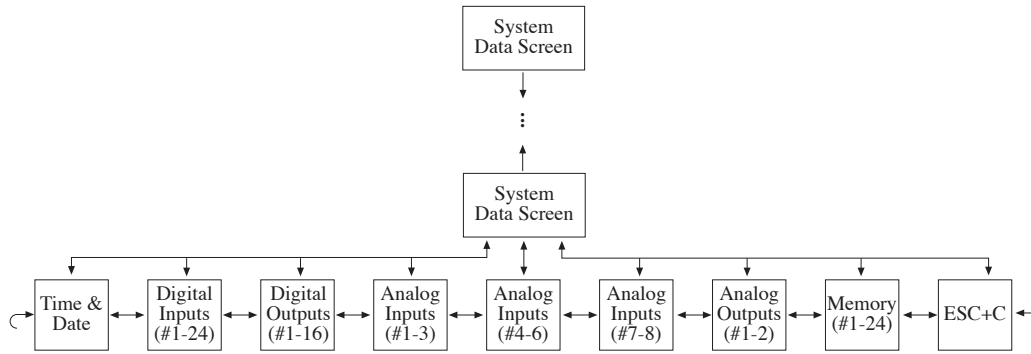 System
Data Screen
...
System
Data Screen
Time &
Date
Digital
Inputs
(#1-24)
Digital
Outputs
(#1-16)
Analog
Inputs
(#1-3)
Analog
Inputs
(#4-6)
Analog
Inputs
(#7-8)
Analog
Outputs
(#1-2)
Memory
(#1-24)
ESC+C